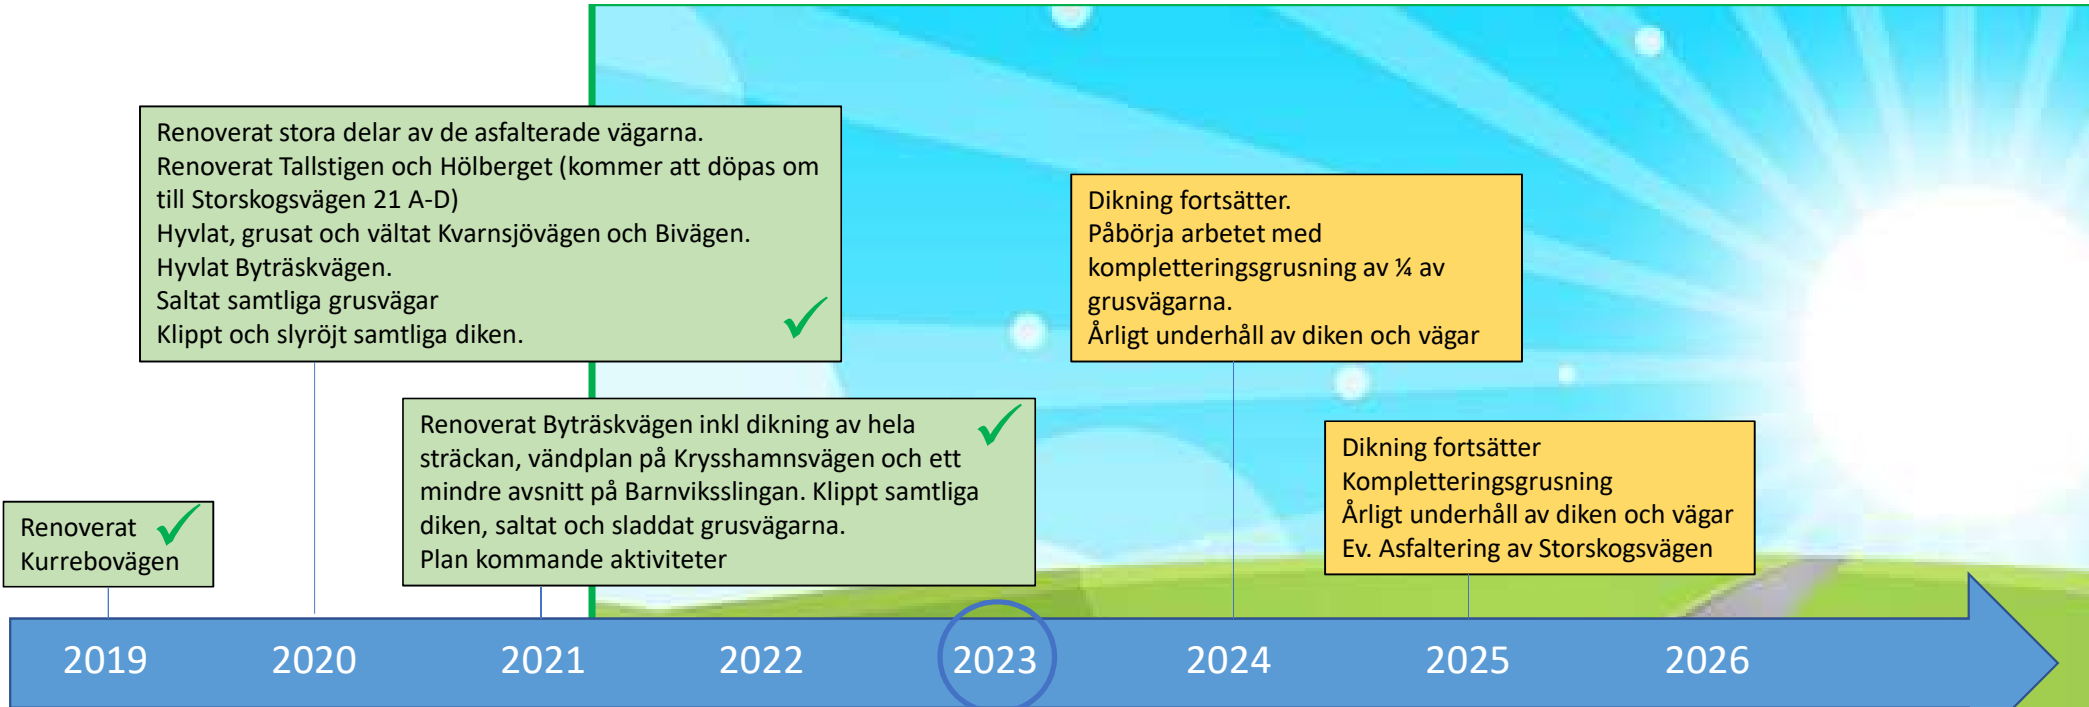 Renoverat stora delar av de asfalterade vägarna.
Renoverat Tallstigen och Hölberget (kommer att döpas om
till Storskogsvägen 21 A-D)
Hyvlat, grusat och vältat Kvarnsjövägen och Bivägen.
Hyvlat Byträskvägen.
Saltat samtliga grusvägar
Klippt och slyröjt samtliga diken.
Dikning fortsätter.
Påbörja arbetet med
kompletteringsgrusning av ¼ av
grusvägarna.
Årligt underhåll av diken och vägar
Renoverat Byträskvägen inkl dikning av hela
sträckan, vändplan på Krysshamnsvägen och ett
mindre avsnitt på Barnviksslingan. Klippt samtliga
diken, saltat och sladdat grusvägarna.
Plan kommande aktiviteter
Dikning fortsätter
Kompletteringsgrusning
Årligt underhåll av diken och vägar
Ev. Asfaltering av Storskogsvägen
Renoverat
Kurrebovägen
2019 2020 2021 2022 2023 2024 2025 2026